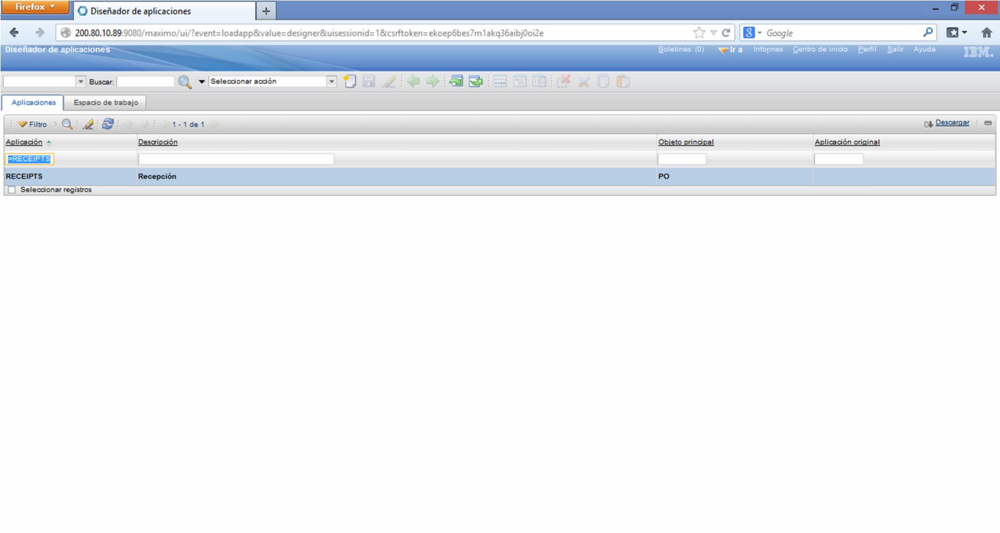 Firefox
Diseñador de aplicaciones
200.80.10.89:9080/maximo/ui/?event=loadapp&value=designer&uisessionid=1&csrftoken=ekoep6bes7m1akq36aibj0oi2e
Google
Diseñador de aplicaciones
Boletines: (0) Ir a Informes Centro de inicio Perfil Salir Ayuda IBM.
Buscar: Seleccionar acción
Aplicaciones Espacio de trabajo
Filtro 1 - 1 de 1 Descargar
Aplicación Descripción Objeto principal Aplicación original
=RECEIPTS
RECEIPTS Recepción PO
Seleccionar registros